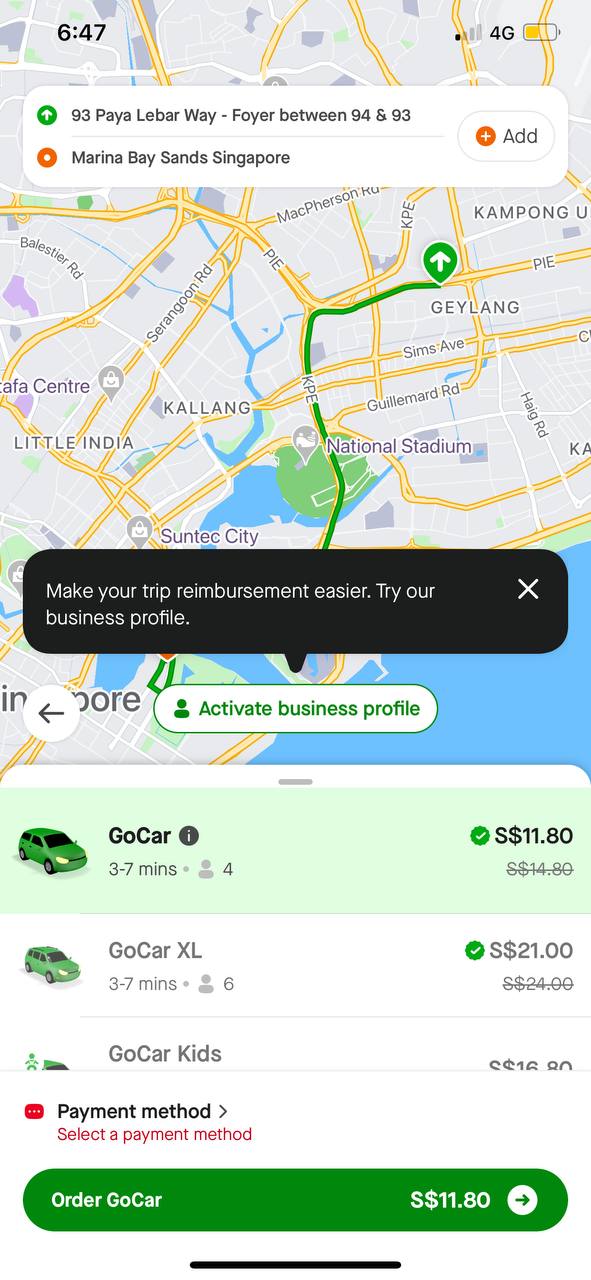 6:47
4G
93 Paya Lebar Way - Foyer between 94 & 93
Marina Bay Sands Singapore
Add
MacPherson Rd
KPE
KAMPONG U
Balestier Rd
PIE
PIE
Serangoon Rd
GEYLANG
Sims Ave
tafa Centre
KPE
Guillemard Rd
KALLANG
Haig Rd
LITTLE INDIA
National Stadium
KA
Suntec City
Make your trip reimbursement easier. Try our
business profile.
Activate business profile
GoCar
S$11.80
3-7 mins • 4
S$14.80
GoCar XL
S$21.00
3-7 mins • 6
S$24.00
GoCar Kids
S$16.80
Payment method >
Select a payment method
Order GoCar
S$11.80